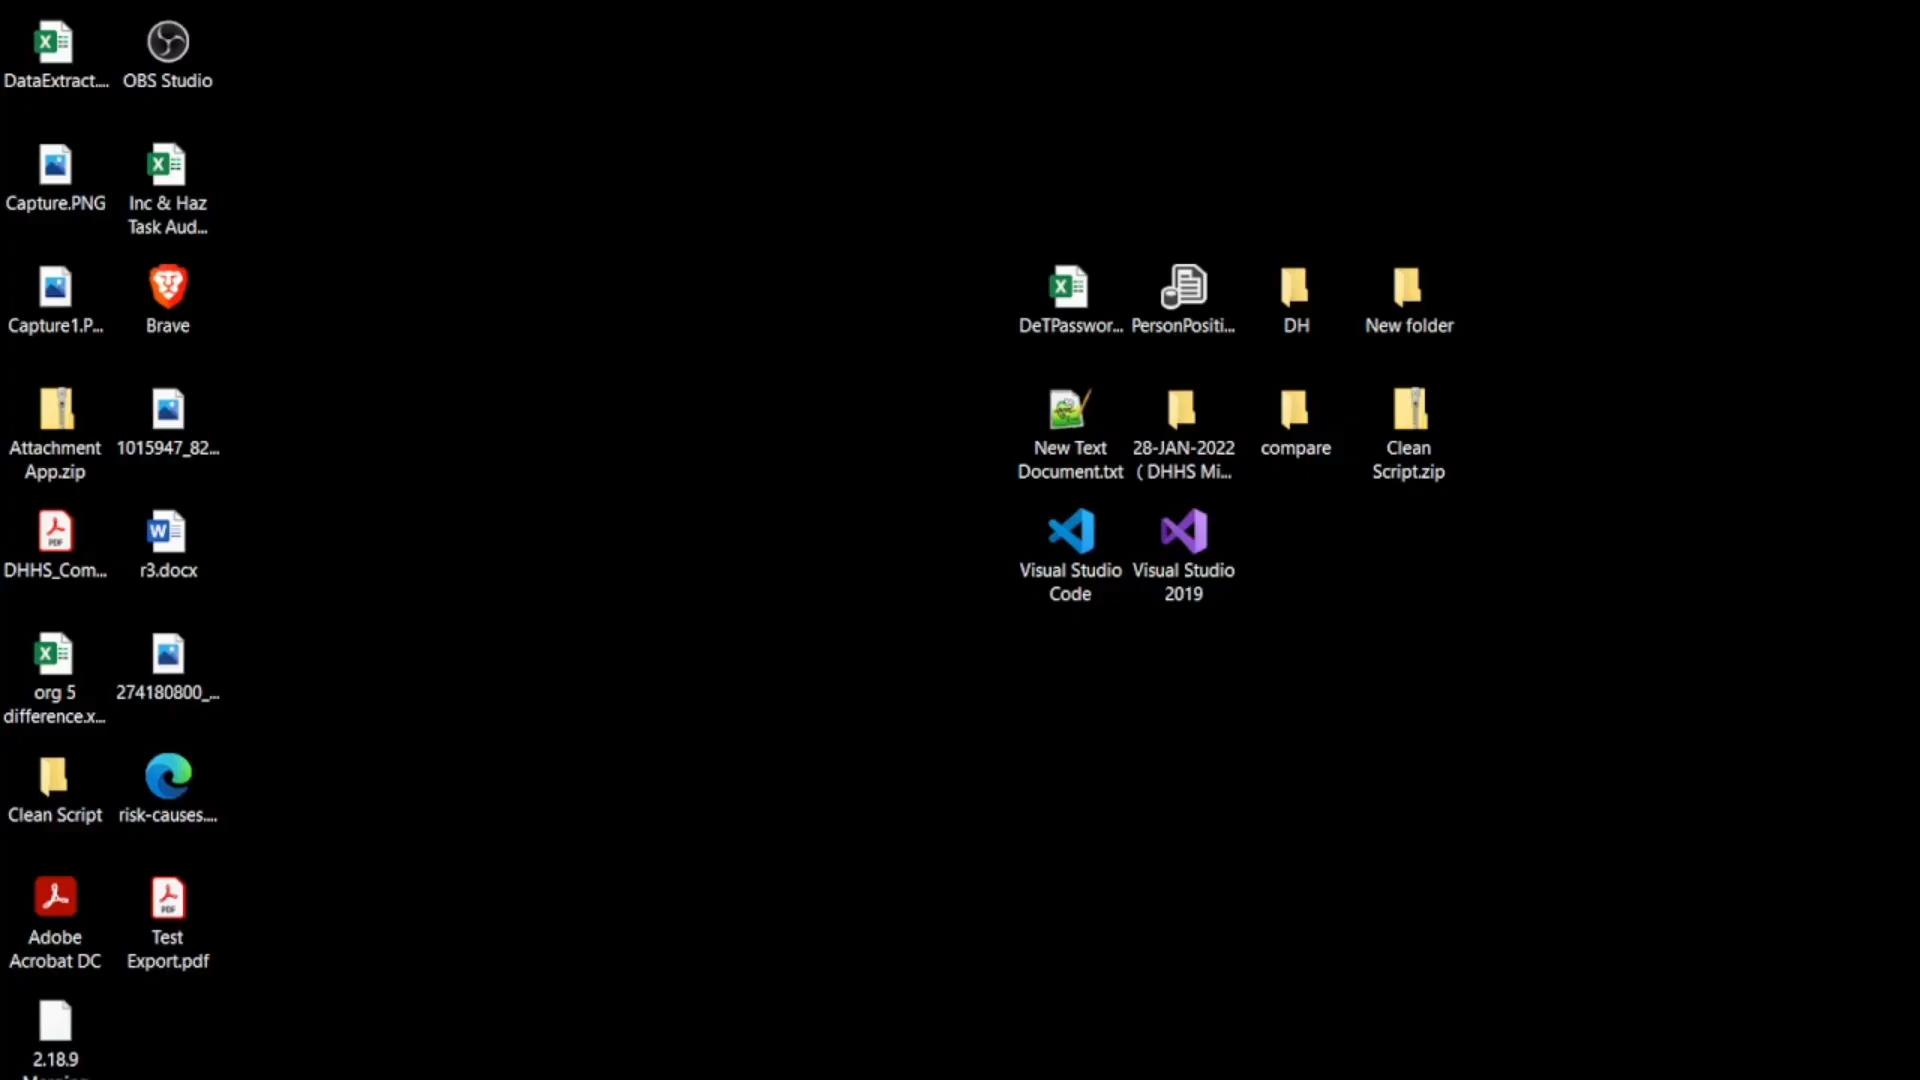 DataExtract....
OBS Studio
Capture.PNG
Inc & Haz
Task Aud...
Capture1.P...
Brave
DeTPasswor...
PersonPositi...
DH
New folder
Attachment
App.zip
1015947_82...
New Text
Document.txt
28-JAN-2022
( DHHS Mi...
compare
Clean
Script.zip
DHHS_Com...
r3.docx
Visual Studio
Code
Visual Studio
2019
org 5
difference.x...
274180800_...
Clean Script
risk-causes....
Adobe
Acrobat DC
Test
Export.pdf
2.18.9